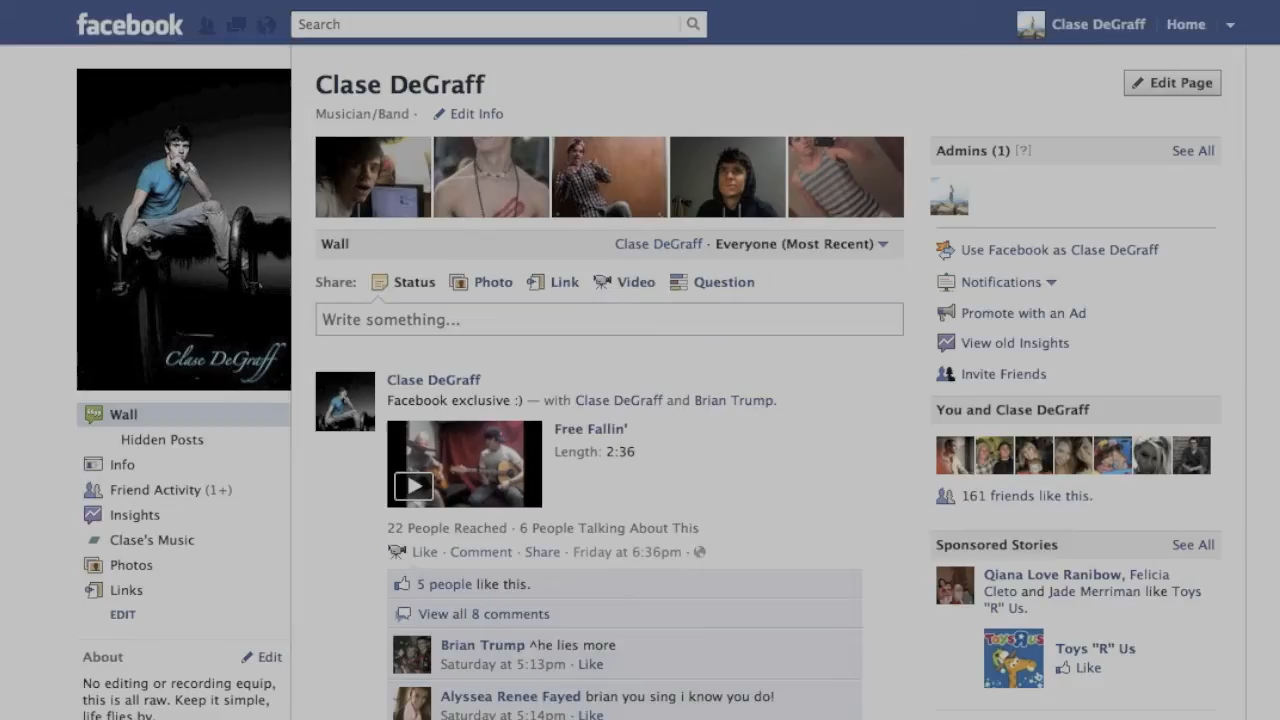 facebook
Search
Clase DeGraff
Home
Clase DeGraff
Edit Page
Musician/Band · Edit Info
Clase DeGraff
Wall
Clase DeGraff · Everyone (Most Recent)
Share: Status Photo Link Video Question
Write something...
Clase DeGraff
Facebook exclusive :) — with Clase DeGraff and Brian Trump.
Free Fallin'
Length: 2:36
22 People Reached · 6 People Talking About This
Like · Comment · Share · Friday at 6:36pm ·
5 people like this.
View all 8 comments
Brian Trump ^he lies more
Saturday at 5:13pm · Like
Alyssea Renee Fayed brian you sing i know you do!
Saturday at 5:14pm · Like
Wall
Hidden Posts
Info
Friend Activity (1+)
Insights
Clase's Music
Photos
Links
EDIT
About
Edit
No editing or recording equip,
this is all raw. Keep it simple,
life flies by.
Admins (1) [?]
See All
Use Facebook as Clase DeGraff
Notifications
Promote with an Ad
View old Insights
Invite Friends
You and Clase DeGraff
161 friends like this.
Sponsored Stories
See All
Qiana Love Ranibow, Felicia
Cleto and Jade Merriman like Toys
"R" Us.
TOYS R US
Toys "R" Us
Like